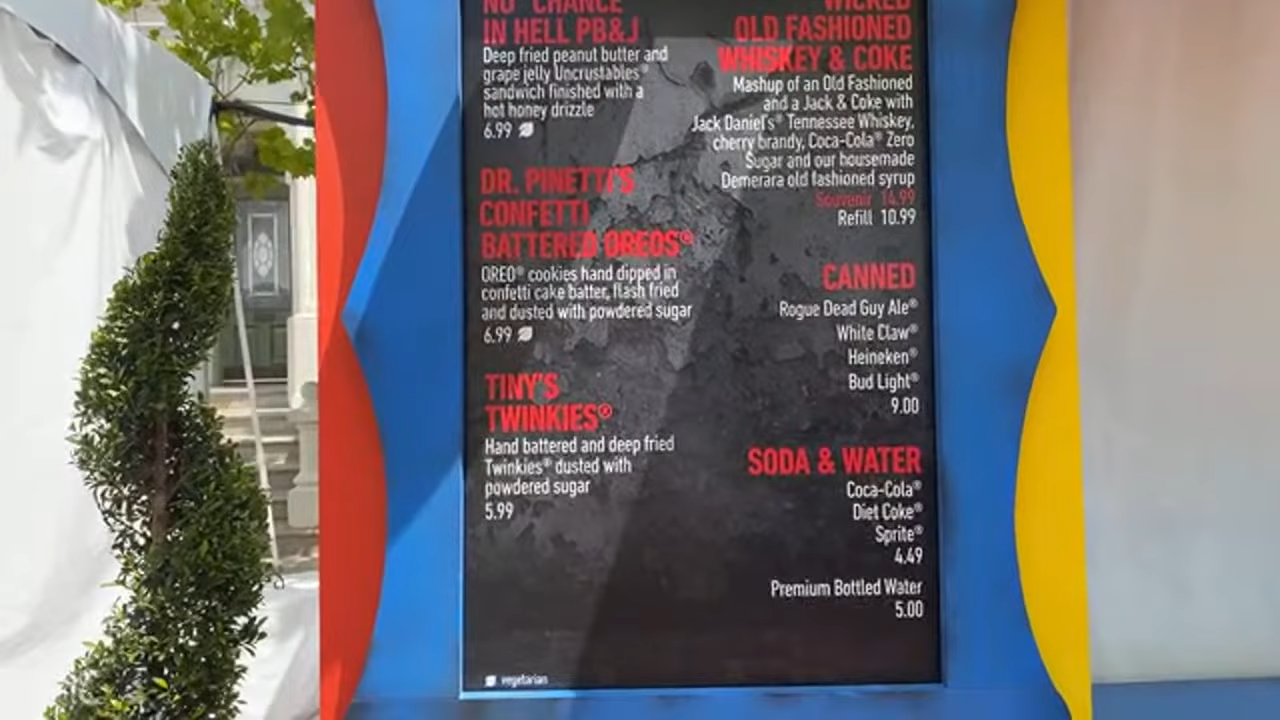 NO CHANCE
IN HELL PB&J
Deep fried peanut butter and
grape jelly Uncrustables®
sandwich finished with a
hot honey drizzle
6.99
DR. PINETTI'S
CONFETTI
BATTERED OREOS®
OREO® cookies hand dipped in
confetti cake batter, flash fried
and dusted with powdered sugar
6.99
TINY'S
TWINKIES®
Hand battered and deep fried
Twinkies® dusted with
powdered sugar
5.99
vegetarian
WICKED
OLD FASHIONED
WHISKEY & COKE
Mashup of an Old Fashioned
and a Jack & Coke with
Jack Daniel's® Tennessee Whiskey,
cherry brandy, Coca-Cola® Zero
Sugar and our housemade
Demerara old fashioned syrup
Souvenir 14.99
Refill 10.99
CANNED
Rogue Dead Guy Ale®
White Claw®
Heineken®
Bud Light®
9.00
SODA & WATER
Coca-Cola®
Diet Coke®
Sprite®
4.49
Premium Bottled Water
5.00